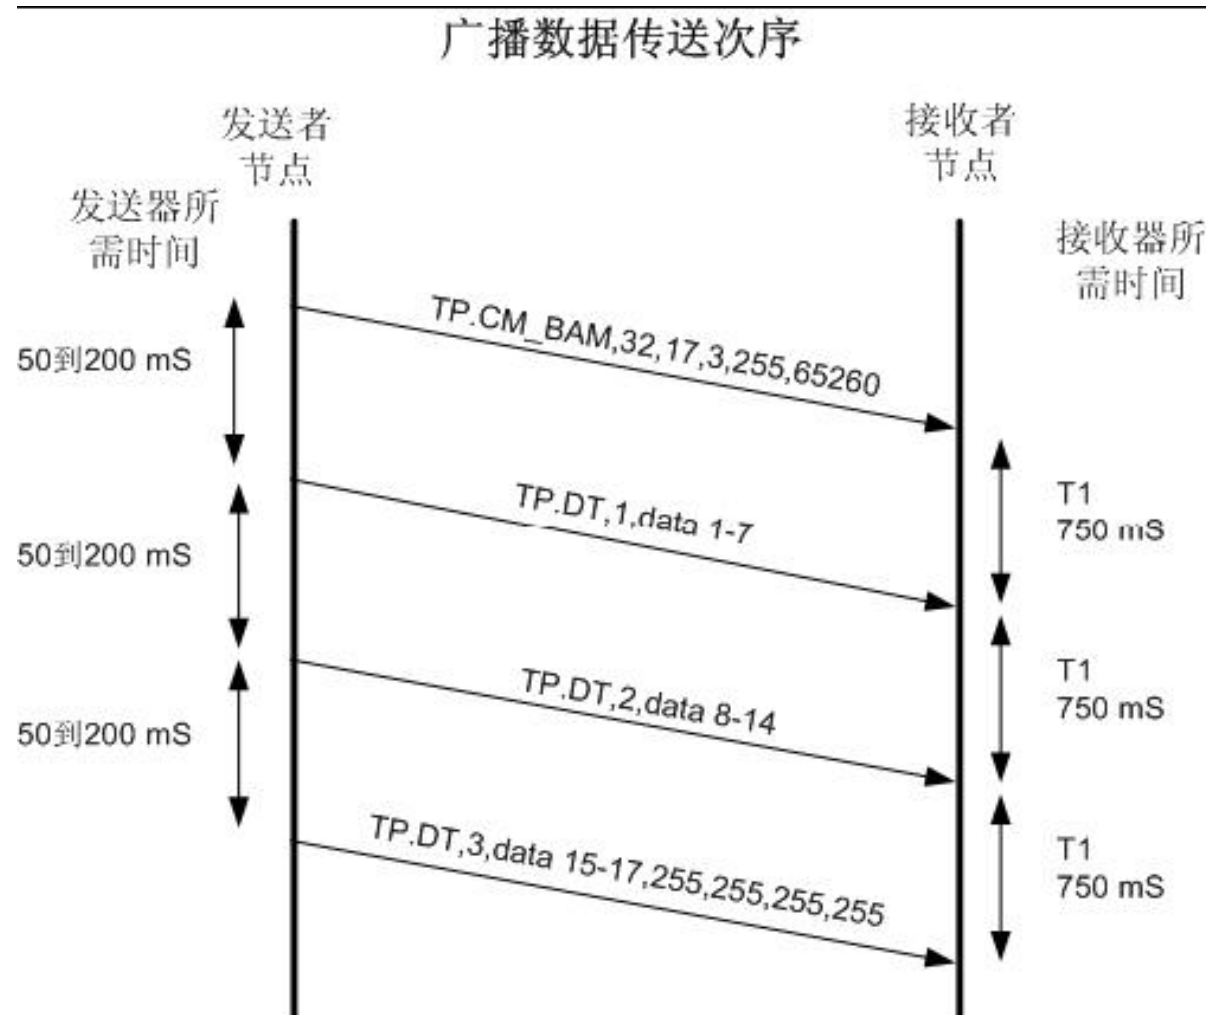 广播数据传送次序
发送者
节点
接收者
节点
发送器所
需时间
接收器所
需时间
TP.CM_BAM,32,17,3,255,65260
50到200 mS
T1
750 mS
TP.DT,1,data 1-7
50到200 mS
T1
750 mS
TP.DT,2,data 8-14
50到200 mS
TP.DT,3,data 15-17,255,255,255,255
T1
750 mS